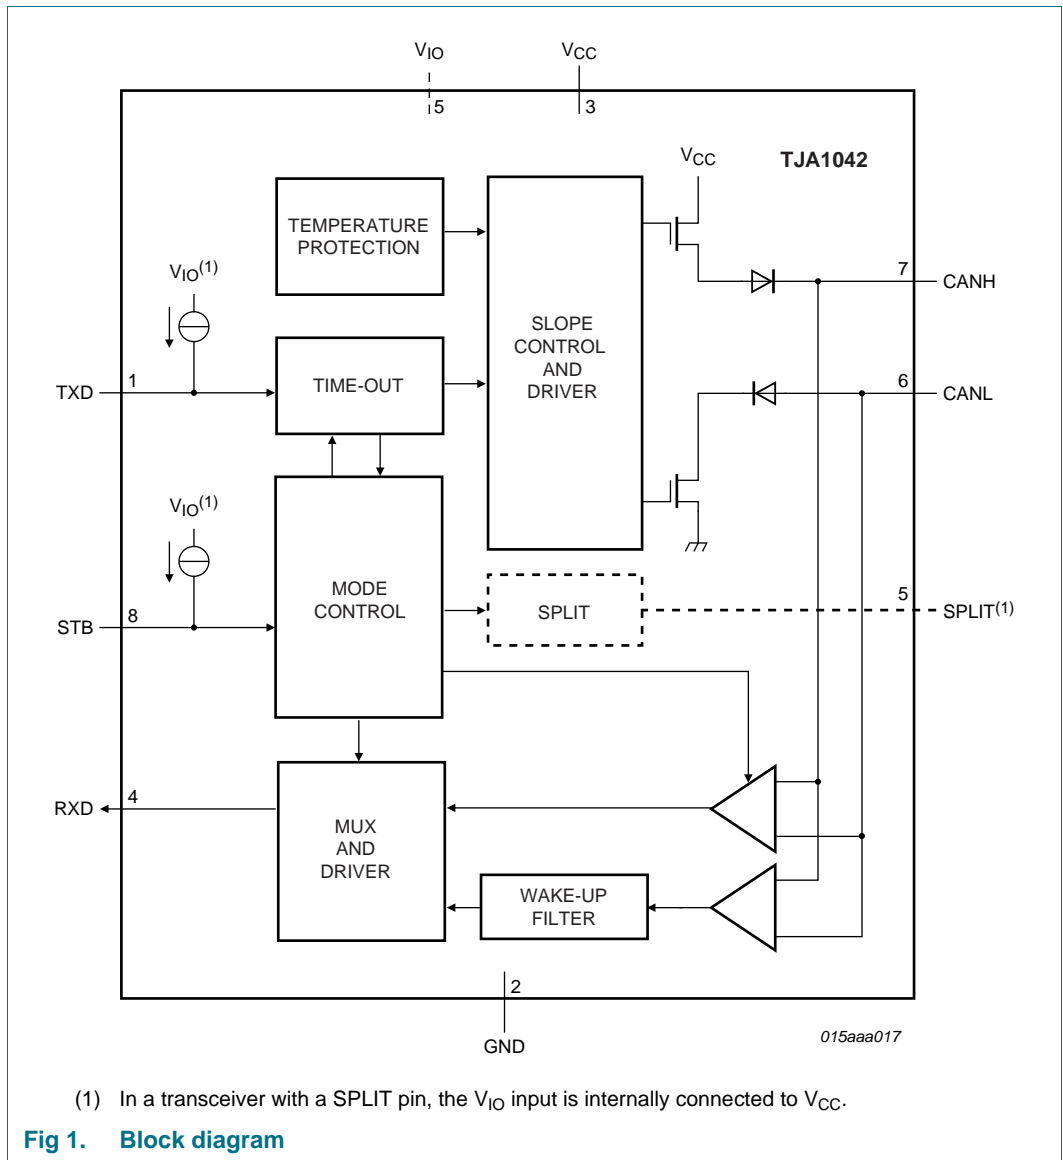 VIO
VCC
5
3
TJA1042
VCC
TEMPERATURE
PROTECTION
VIO(1)
7
CANH
SLOPE
CONTROL
AND
DRIVER
TIME-OUT
1
TXD
6
CANL
VIO(1)
MODE
CONTROL
SPLIT
5
SPLIT(1)
8
STB
4
RXD
MUX
AND
DRIVER
WAKE-UP
FILTER
2
GND
015aaa017
(1) In a transceiver with a SPLIT pin, the VIO input is internally connected to VCC.
Fig 1. Block diagram